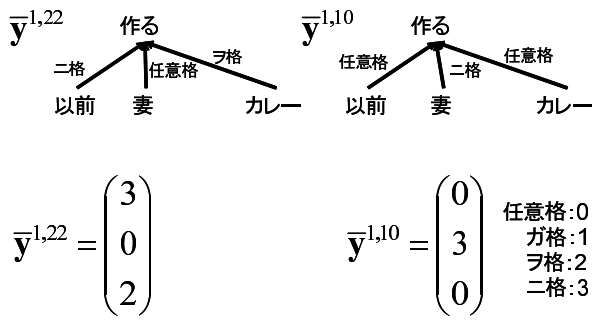 ȳ1,22 作る
ニ格 任意格 ヲ格
以前 妻 カレー
ȳ1,10 作る
任意格 ニ格 任意格
以前 妻 カレー
ȳ1,22 =
3
0
2
ȳ1,10 =
0
3
0
任意格:0
ガ格:1
ヲ格:2
ニ格:3